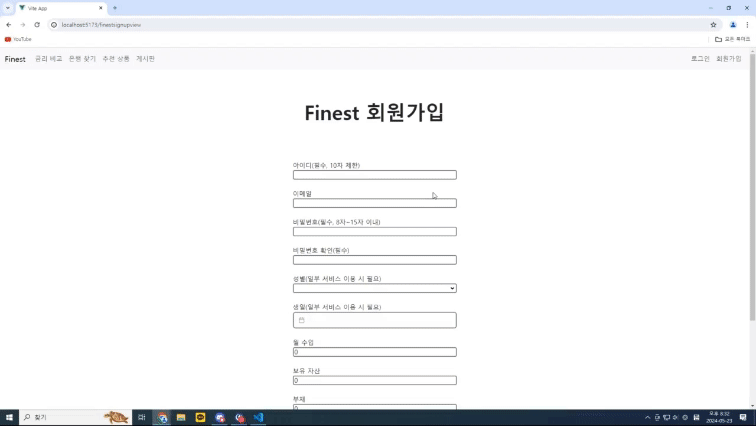 Vite App
localhost:5173/finestsignupview
YouTube
모든 북마크
Finest 금리 비교 은행 찾기 추천 상품 게시판 로그인 회원가입
Finest 회원가입
아이디(필수, 10자 제한)
이메일
비밀번호(필수, 8자~15자 이내)
비밀번호 확인(필수)
성별(일부 서비스 이용 시 필요)
생일(일부 서비스 이용 시 필요)
월 수입
0
보유 자산
0
부채
찾기
오후 8:32
2024-05-23